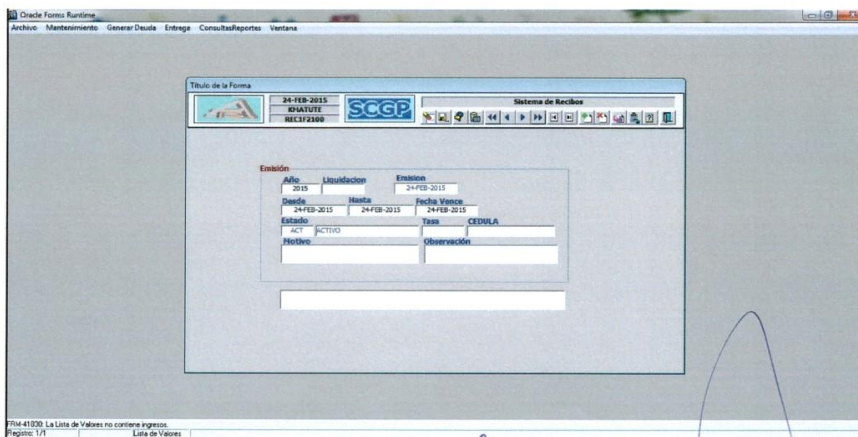 Oracle Forms Runtime
Archivo Mantenimiento Generar Deuda Entrega ConsultasReportes Ventana
Título de la Forma
24-FEB-2015
KMATUTE
REC1F2100
SCGP
Sistema de Recibos
Emisión
Año Liquidacion Emision
2015 24-FEB-2015
Desde Hasta Fecha Vence
24-FEB-2015 24-FEB-2015 24-FEB-2015
Estado Tasa CEDULA
ACT ACTIVO
Motivo Observación
FRM-41830: La Lista de Valores no contiene ingresos.
Registro: 1/1 Lista de Valores